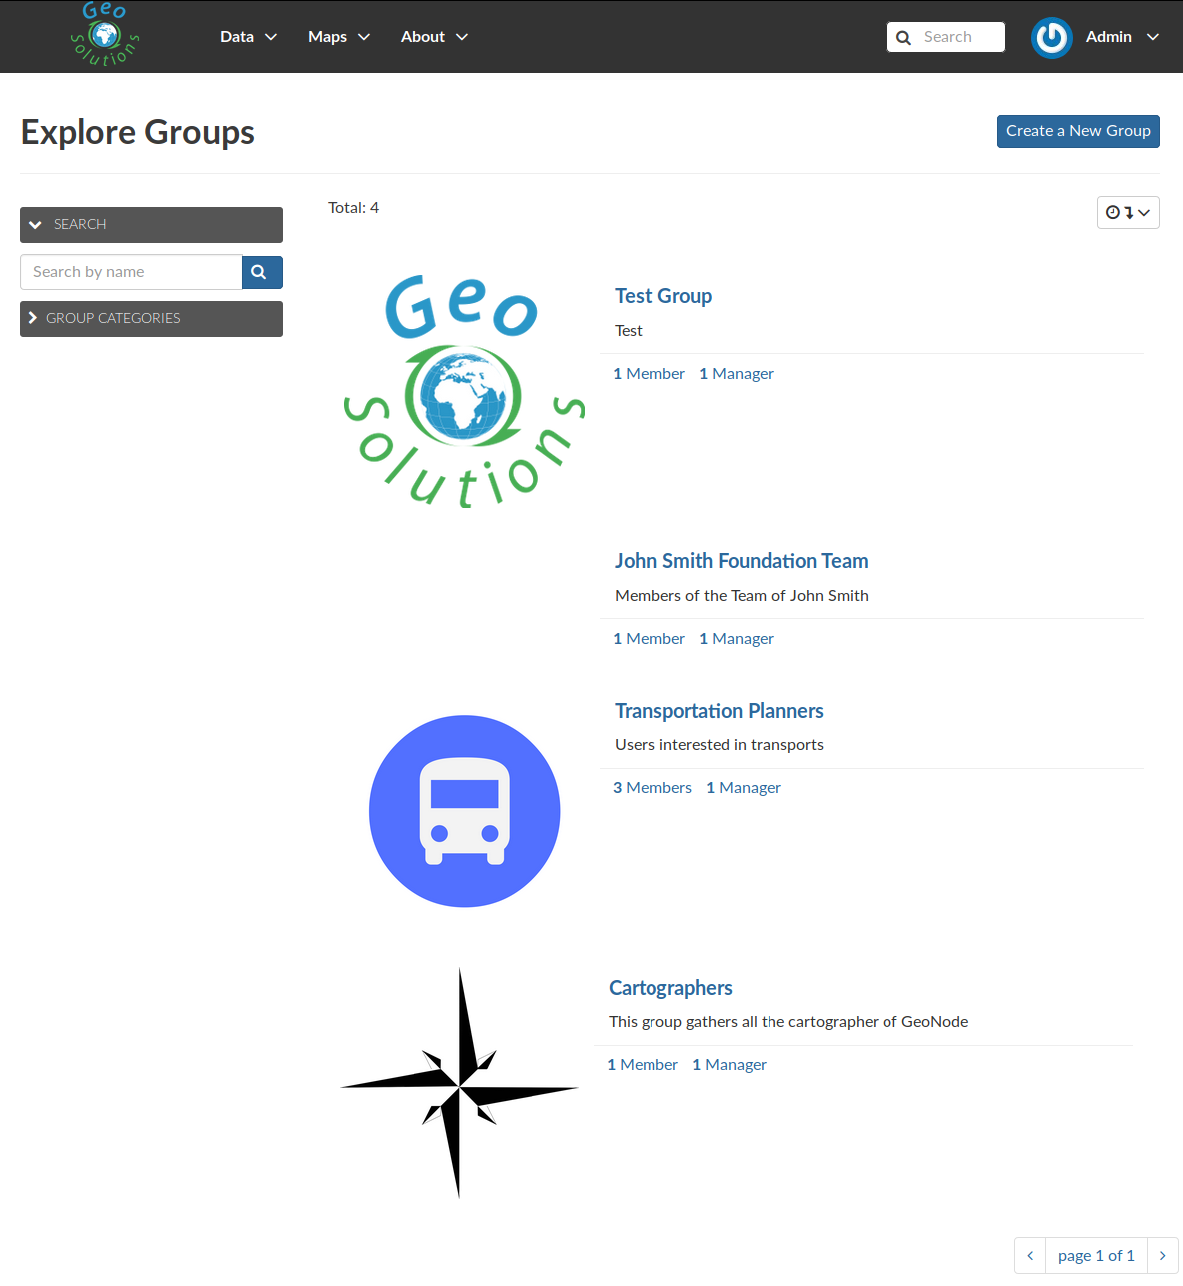 Geo
Solutions
Data
Maps
About
Search
Admin
Explore Groups
Create a New Group
SEARCH
Search by name
GROUP CATEGORIES
Total: 4
Geo
Solutions
Test Group
Test
1 Member 1 Manager
John Smith Foundation Team
Members of the Team of John Smith
1 Member 1 Manager
Transportation Planners
Users interested in transports
3 Members 1 Manager
Cartographers
This group gathers all the cartographer of GeoNode
1 Member 1 Manager
page 1 of 1